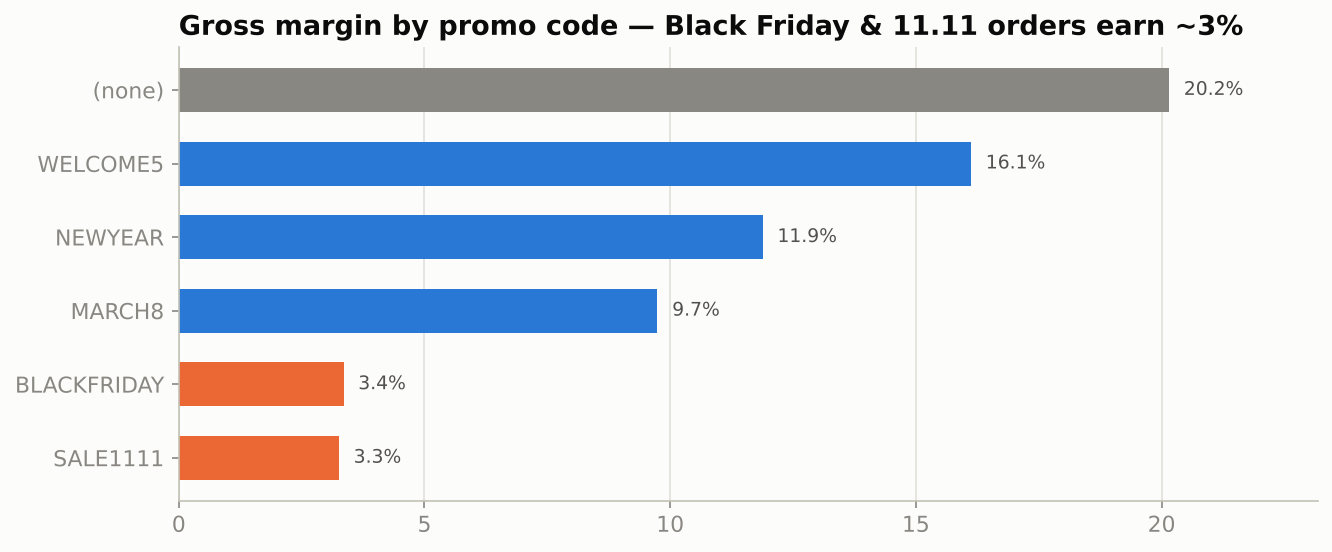 Gross margin by promo code — Black Friday & 11.11 orders earn ~3%
(none) 20.2%
WELCOME5 16.1%
NEWYEAR 11.9%
MARCH8 9.7%
BLACKFRIDAY 3.4%
SALE1111 3.3%
0 5 10 15 20